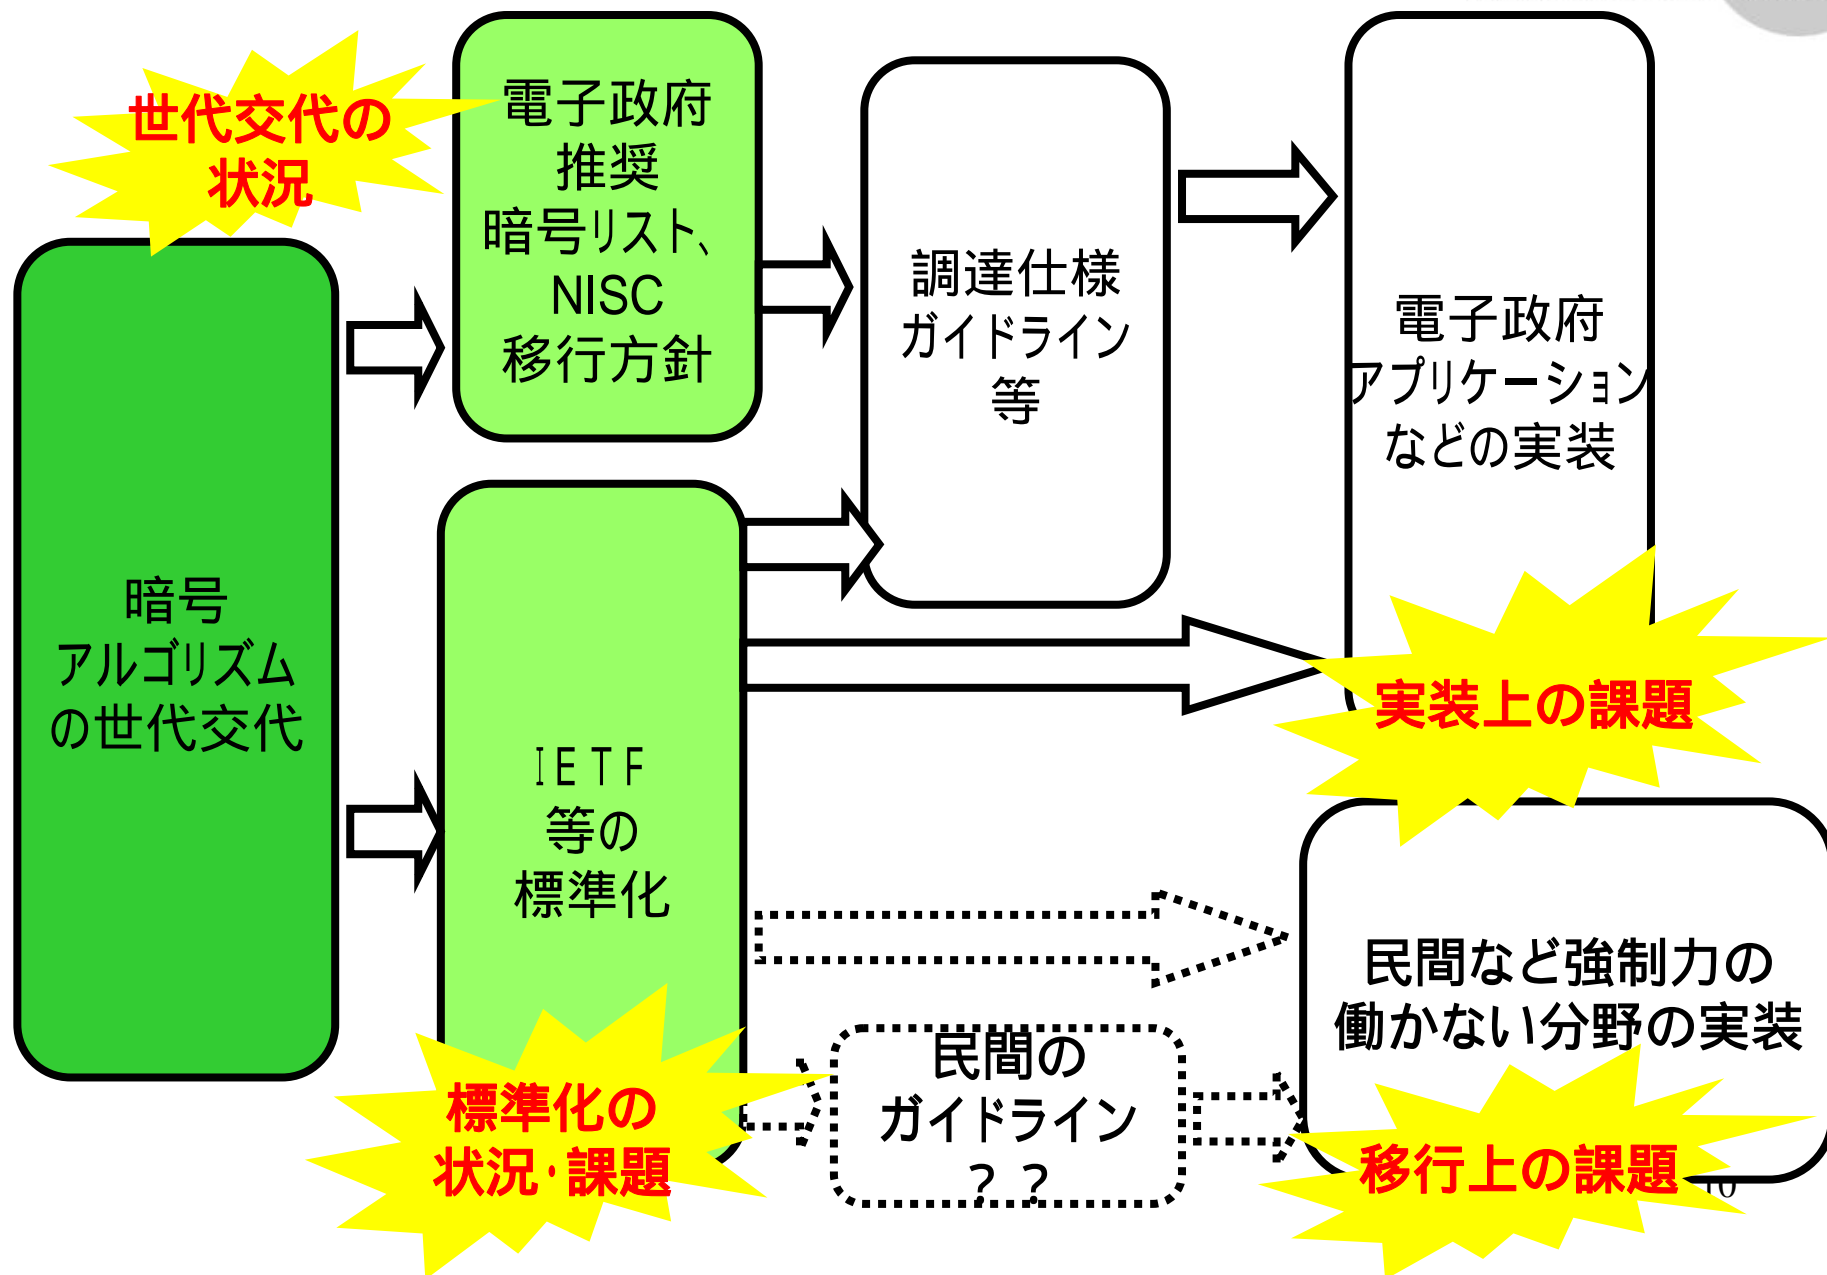 世代交代の
状況
電子政府
推奨
暗号リスト、
NISC
移行方針
調達仕様
ガイドライン
等
電子政府
アプリケーション
などの実装
暗号
アルゴリズム
の世代交代
ＩＥＴＦ
等の
標準化
実装上の課題
民間など強制力の
働かない分野の実装
標準化の
状況・課題
民間の
ガイドライン
？？
移行上の課題
10